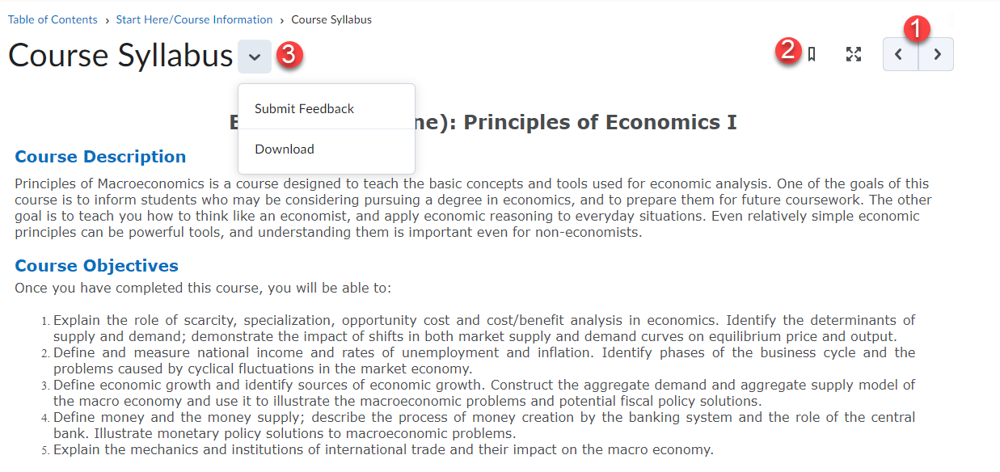 Table of Contents › Start Here/Course Information › Course Syllabus
1
Course Syllabus 3
2
Submit Feedback
Download
): Principles of Economics I
Course Description
Principles of Macroeconomics is a course designed to teach the basic concepts and tools used for economic analysis. One of the goals of this
course is to inform students who may be considering pursuing a degree in economics, and to prepare them for future coursework. The other
goal is to teach you how to think like an economist, and apply economic reasoning to everyday situations. Even relatively simple economic
principles can be powerful tools, and understanding them is important even for non-economists.
Course Objectives
Once you have completed this course, you will be able to:
1. Explain the role of scarcity, specialization, opportunity cost and cost/benefit analysis in economics. Identify the determinants of
supply and demand; demonstrate the impact of shifts in both market supply and demand curves on equilibrium price and output.
2. Define and measure national income and rates of unemployment and inflation. Identify phases of the business cycle and the
problems caused by cyclical fluctuations in the market economy.
3. Define economic growth and identify sources of economic growth. Construct the aggregate demand and aggregate supply model of
the macro economy and use it to illustrate the macroeconomic problems and potential fiscal policy solutions.
4. Define money and the money supply; describe the process of money creation by the banking system and the role of the central
bank. Illustrate monetary policy solutions to macroeconomic problems.
5. Explain the mechanics and institutions of international trade and their impact on the macro economy.